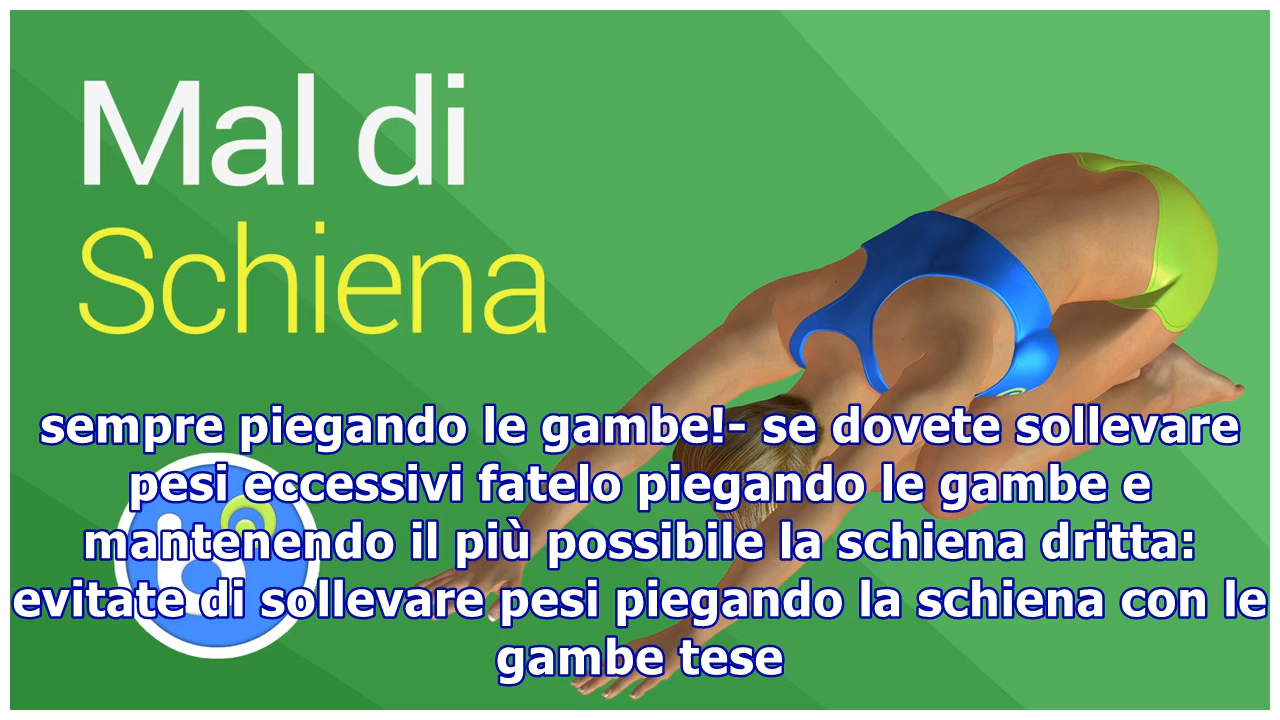 Mal di
Schiena
sempre piegando le gambe!- se dovete sollevare
pesi eccessivi fatelo piegando le gambe e
mantenendo il più possibile la schiena dritta:
evitate di sollevare pesi piegando la schiena con le
gambe tese